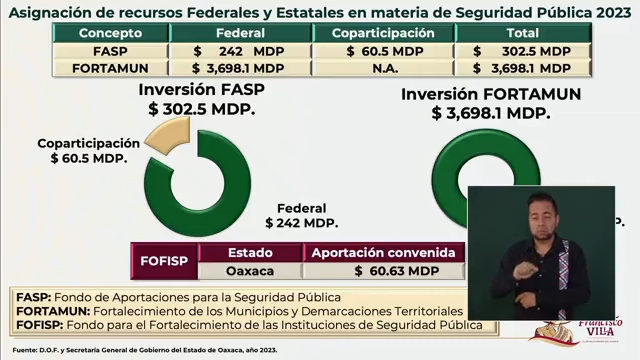 Asignación de recursos Federales y Estatales en materia de Seguridad Pública 2023
Concepto Federal Coparticipación Total
FASP $ 242 MDP $ 60.5 MDP $ 302.5 MDP
FORTAMUN $ 3,698.1 MDP N.A. $ 3,698.1 MDP
Inversión FASP
$ 302.5 MDP.
Inversión FORTAMUN
$ 3,698.1 MDP.
Coparticipación
$ 60.5 MDP.
Federal
$ 242 MDP.
P.
FOFISP Estado Aportación convenida
Oaxaca $ 60.63 MDP
FASP: Fondo de Aportaciones para la Seguridad Pública
FORTAMUN: Fortalecimiento de los Municipios y Demarcaciones Territoriales
FOFISP: Fondo para el Fortalecimiento de las Instituciones de Seguridad Pública
Francisco
VILLA
Fuente: D.O.F. y Secretaría General de Gobierno del Estado de Oaxaca, año 2023.